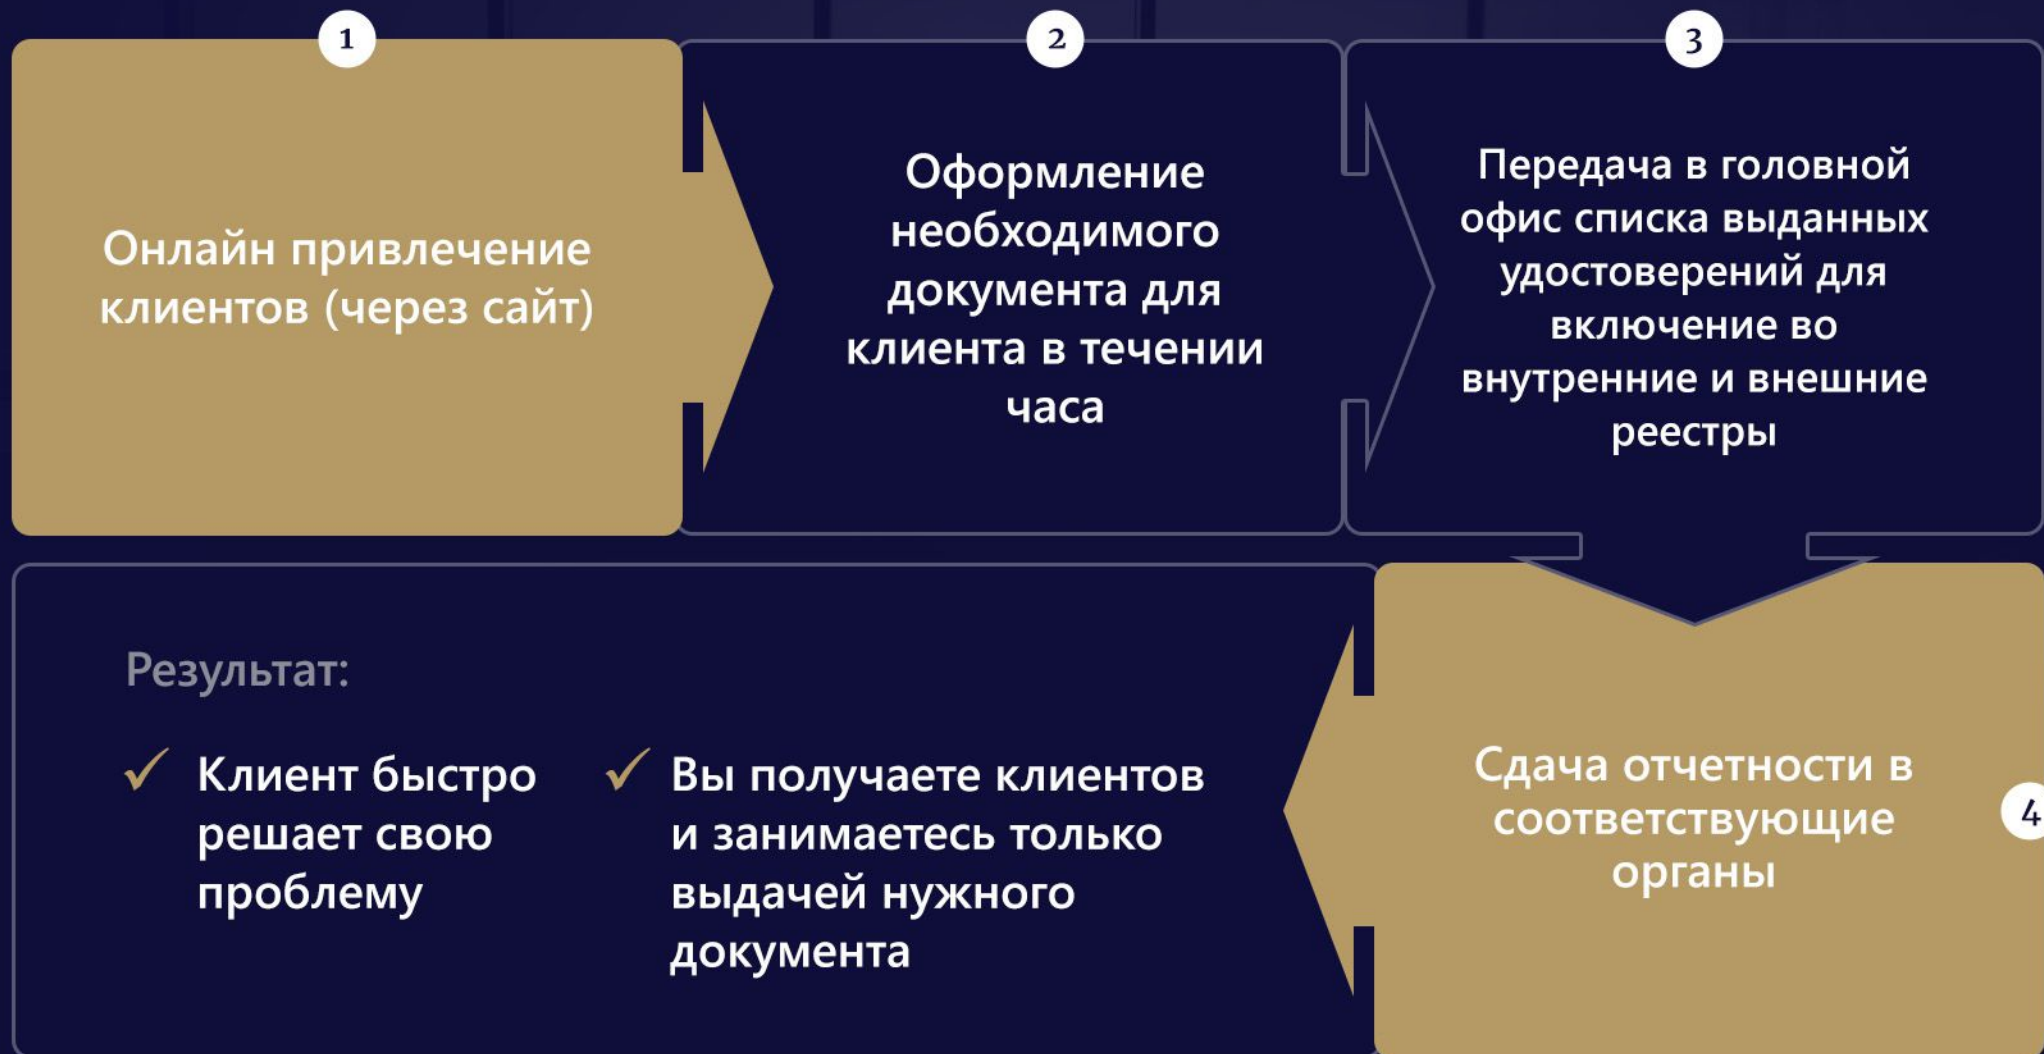 1
Онлайн привлечение
клиентов (через сайт)
2
Оформление
необходимого
документа для
клиента в течении
часа
3
Передача в головной
офис списка выданных
удостоверений для
включение во
внутренние и внешние
реестры
4
Сдача отчетности в
соответствующие
органы
Результат:
✓ Клиент быстро
решает свою
проблему
✓ Вы получаете клиентов
и занимаетесь только
выдачей нужного
документа